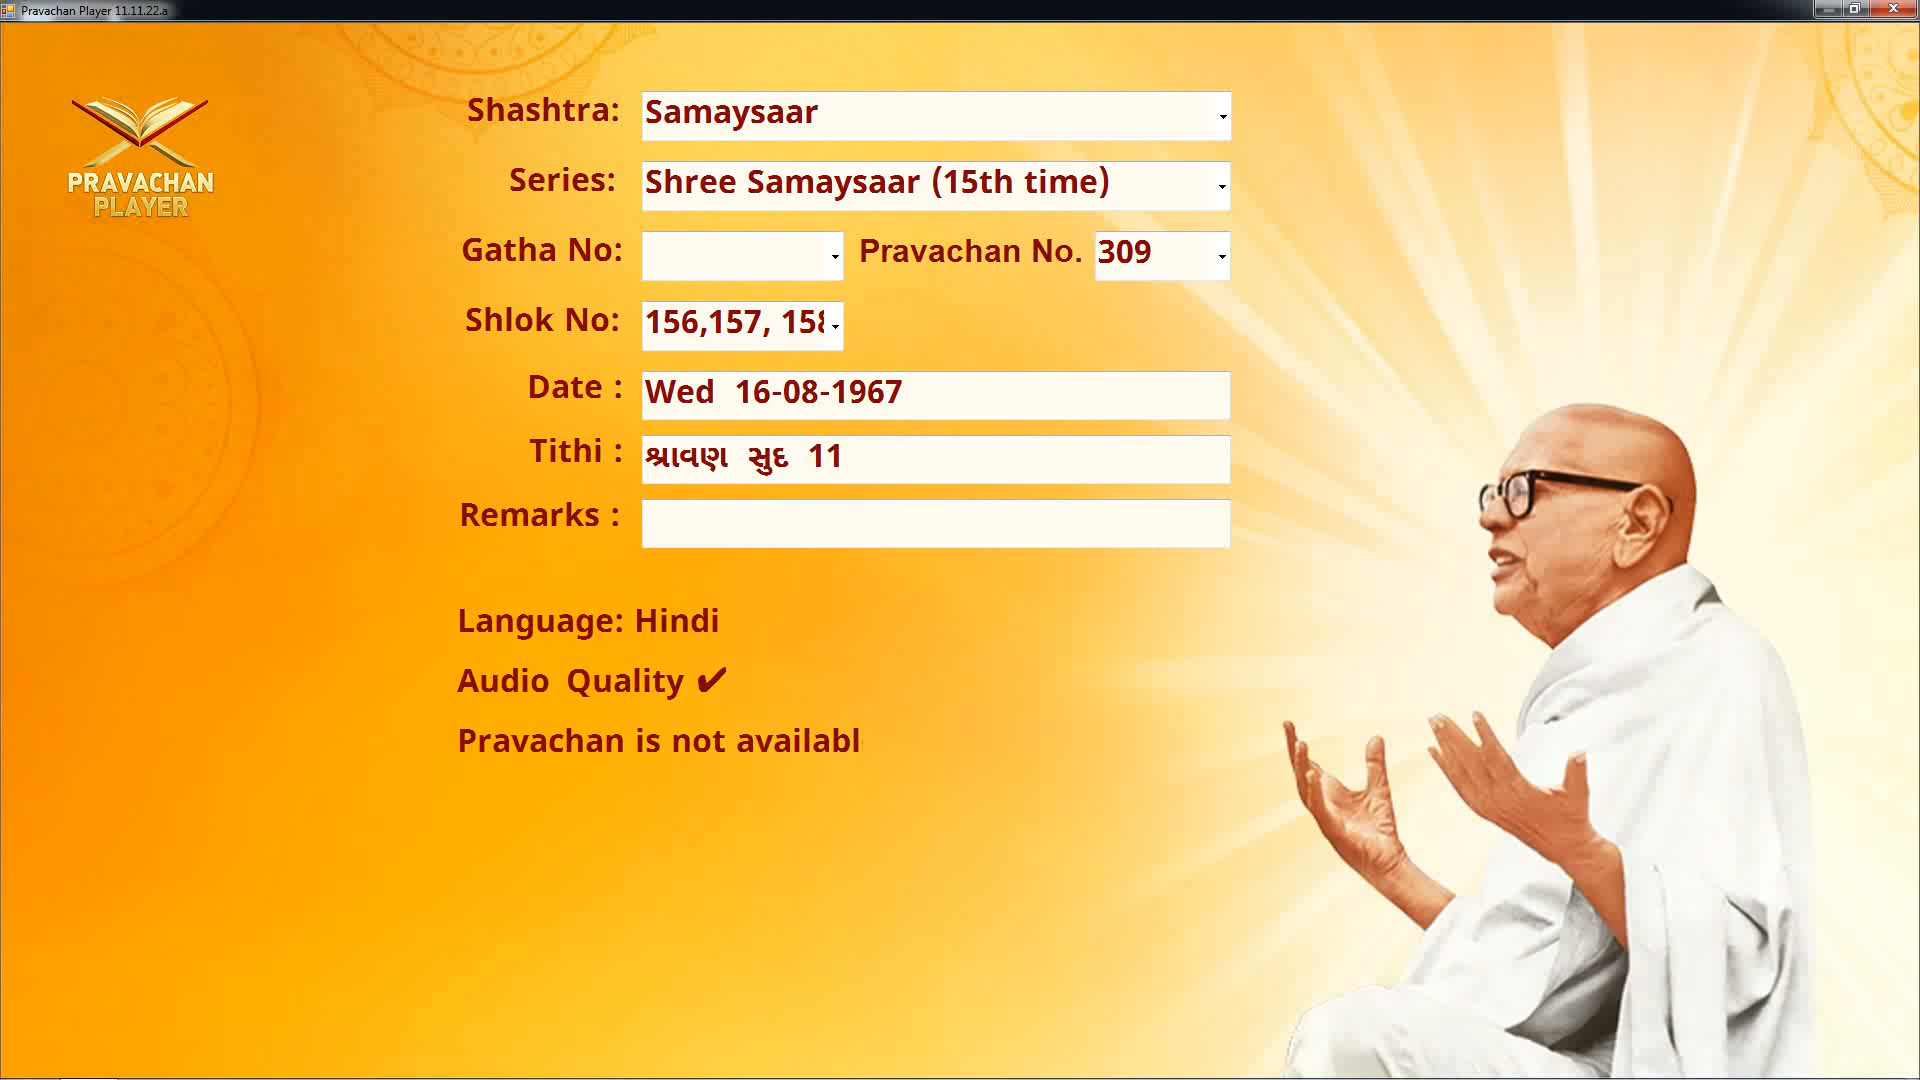 Pravachan Player 11.11.22.a
PRAVACHAN
PLAYER
Shashtra: Samaysaar
Series: Shree Samaysaar (15th time)
Gatha No: Pravachan No. 309
Shlok No: 156,157, 158
Date : Wed 16-08-1967
Tithi : શ્રાવણ સુદ 11
Remarks :
Language: Hindi
Audio Quality ✔
Pravachan is not availabl